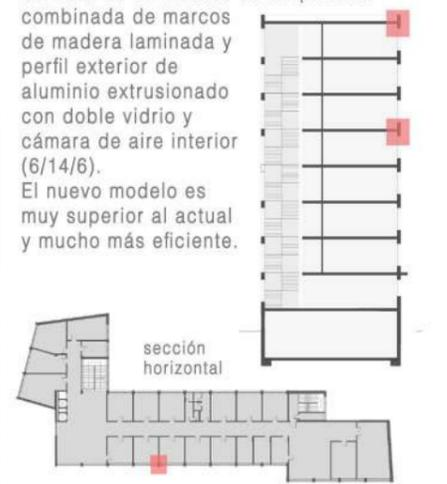 combinada de marcos
de madera laminada y
perfil exterior de
aluminio extrusionado
con doble vidrio y
cámara de aire interior
(6/14/6).
El nuevo modelo es
muy superior al actual
y mucho más eficiente.
sección
horizontal